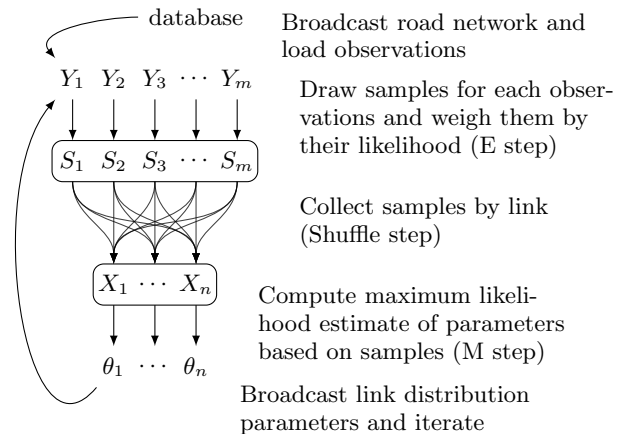 database
Broadcast road network and
load observations
Y₁ Y₂ Y₃ ⋯ Yₘ
Draw samples for each obser-
vations and weigh them by
their likelihood (E step)
S₁ S₂ S₃ ⋯ Sₘ
Collect samples by link
(Shuffle step)
X₁ ⋯ Xₙ
Compute maximum likeli-
hood estimate of parameters
based on samples (M step)
θ₁ ⋯ θₙ
Broadcast link distribution
parameters and iterate